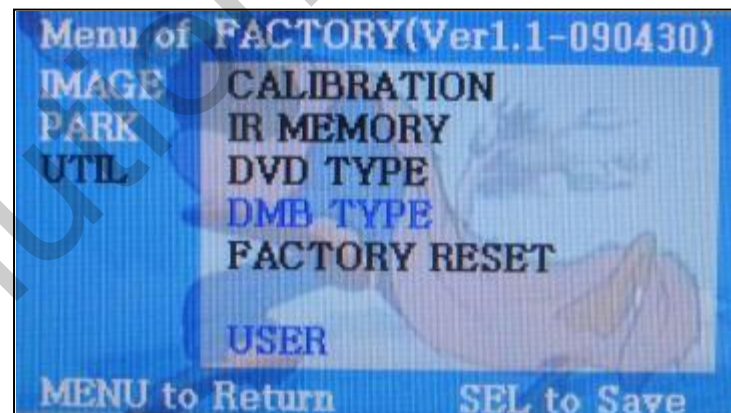 Menu of FACTORY(Ver1.1-090430)
IMAGE CALIBRATION
PARK IR MEMORY
UTIL DVD TYPE
DMB TYPE
FACTORY RESET
USER
MENU to Return SEL to Save